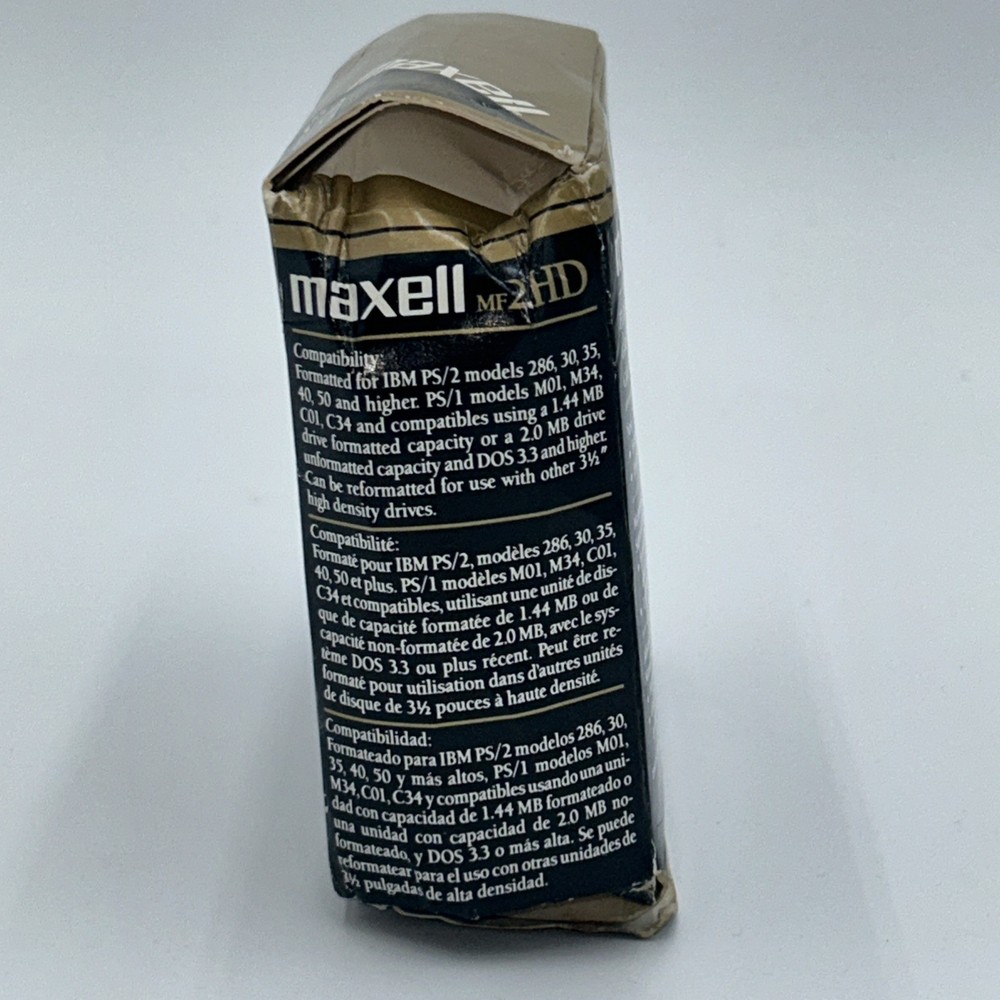 maxell
maxell MF2HD
Compatibility:
Formatted for IBM PS/2 models 286, 30, 35,
40, 50 and higher. PS/1 models M01, M34,
C01, C34 and compatibles using a 1.44 MB
drive formatted capacity or a 2.0 MB drive
unformatted capacity and DOS 3.3 and higher.
Can be reformatted for use with other 3½"
high density drives.
Compatibilité:
Formaté pour IBM PS/2, modèles 286, 30, 35,
40, 50 et plus. PS/1 modèles M01, M34, C01,
C34 et compatibles, utilisant une unité de dis-
que de capacité formatée de 1.44 MB ou de
capacité non-formatée de 2.0 MB, avec le sys-
tème DOS 3.3 ou plus récent. Peut être re-
formaté pour utilisation dans d'autres unités
de disque de 3½ pouces à haute densité.
Compatibilidad:
Formateado para IBM PS/2 modelos 286, 30,
35, 40, 50 y más altos, PS/1 modelos M01,
M34, C01, C34 y compatibles usando una uni-
dad con capacidad de 1.44 MB formateado o
una unidad con capacidad de 2.0 MB no-
formateado, y DOS 3.3 o más alta. Se puede
reformatear para el uso con otras unidades de
3½ pulgadas de alta densidad.